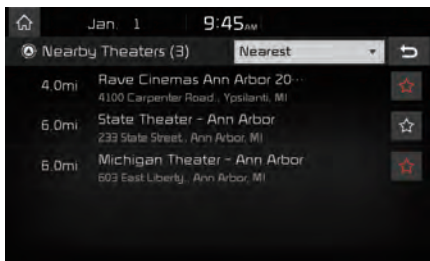 Jan. 1 9:45 AM
Nearby Theaters (3) Nearest
4.0mi Rave Cinemas Ann Arbor 20···
4100 Carpenter Road., Ypsilanti, MI
6.0mi State Theater - Ann Arbor
233 State Street., Ann Arbor, MI
6.0mi Michigan Theater - Ann Arbor
603 East Liberty., Ann Arbor, MI